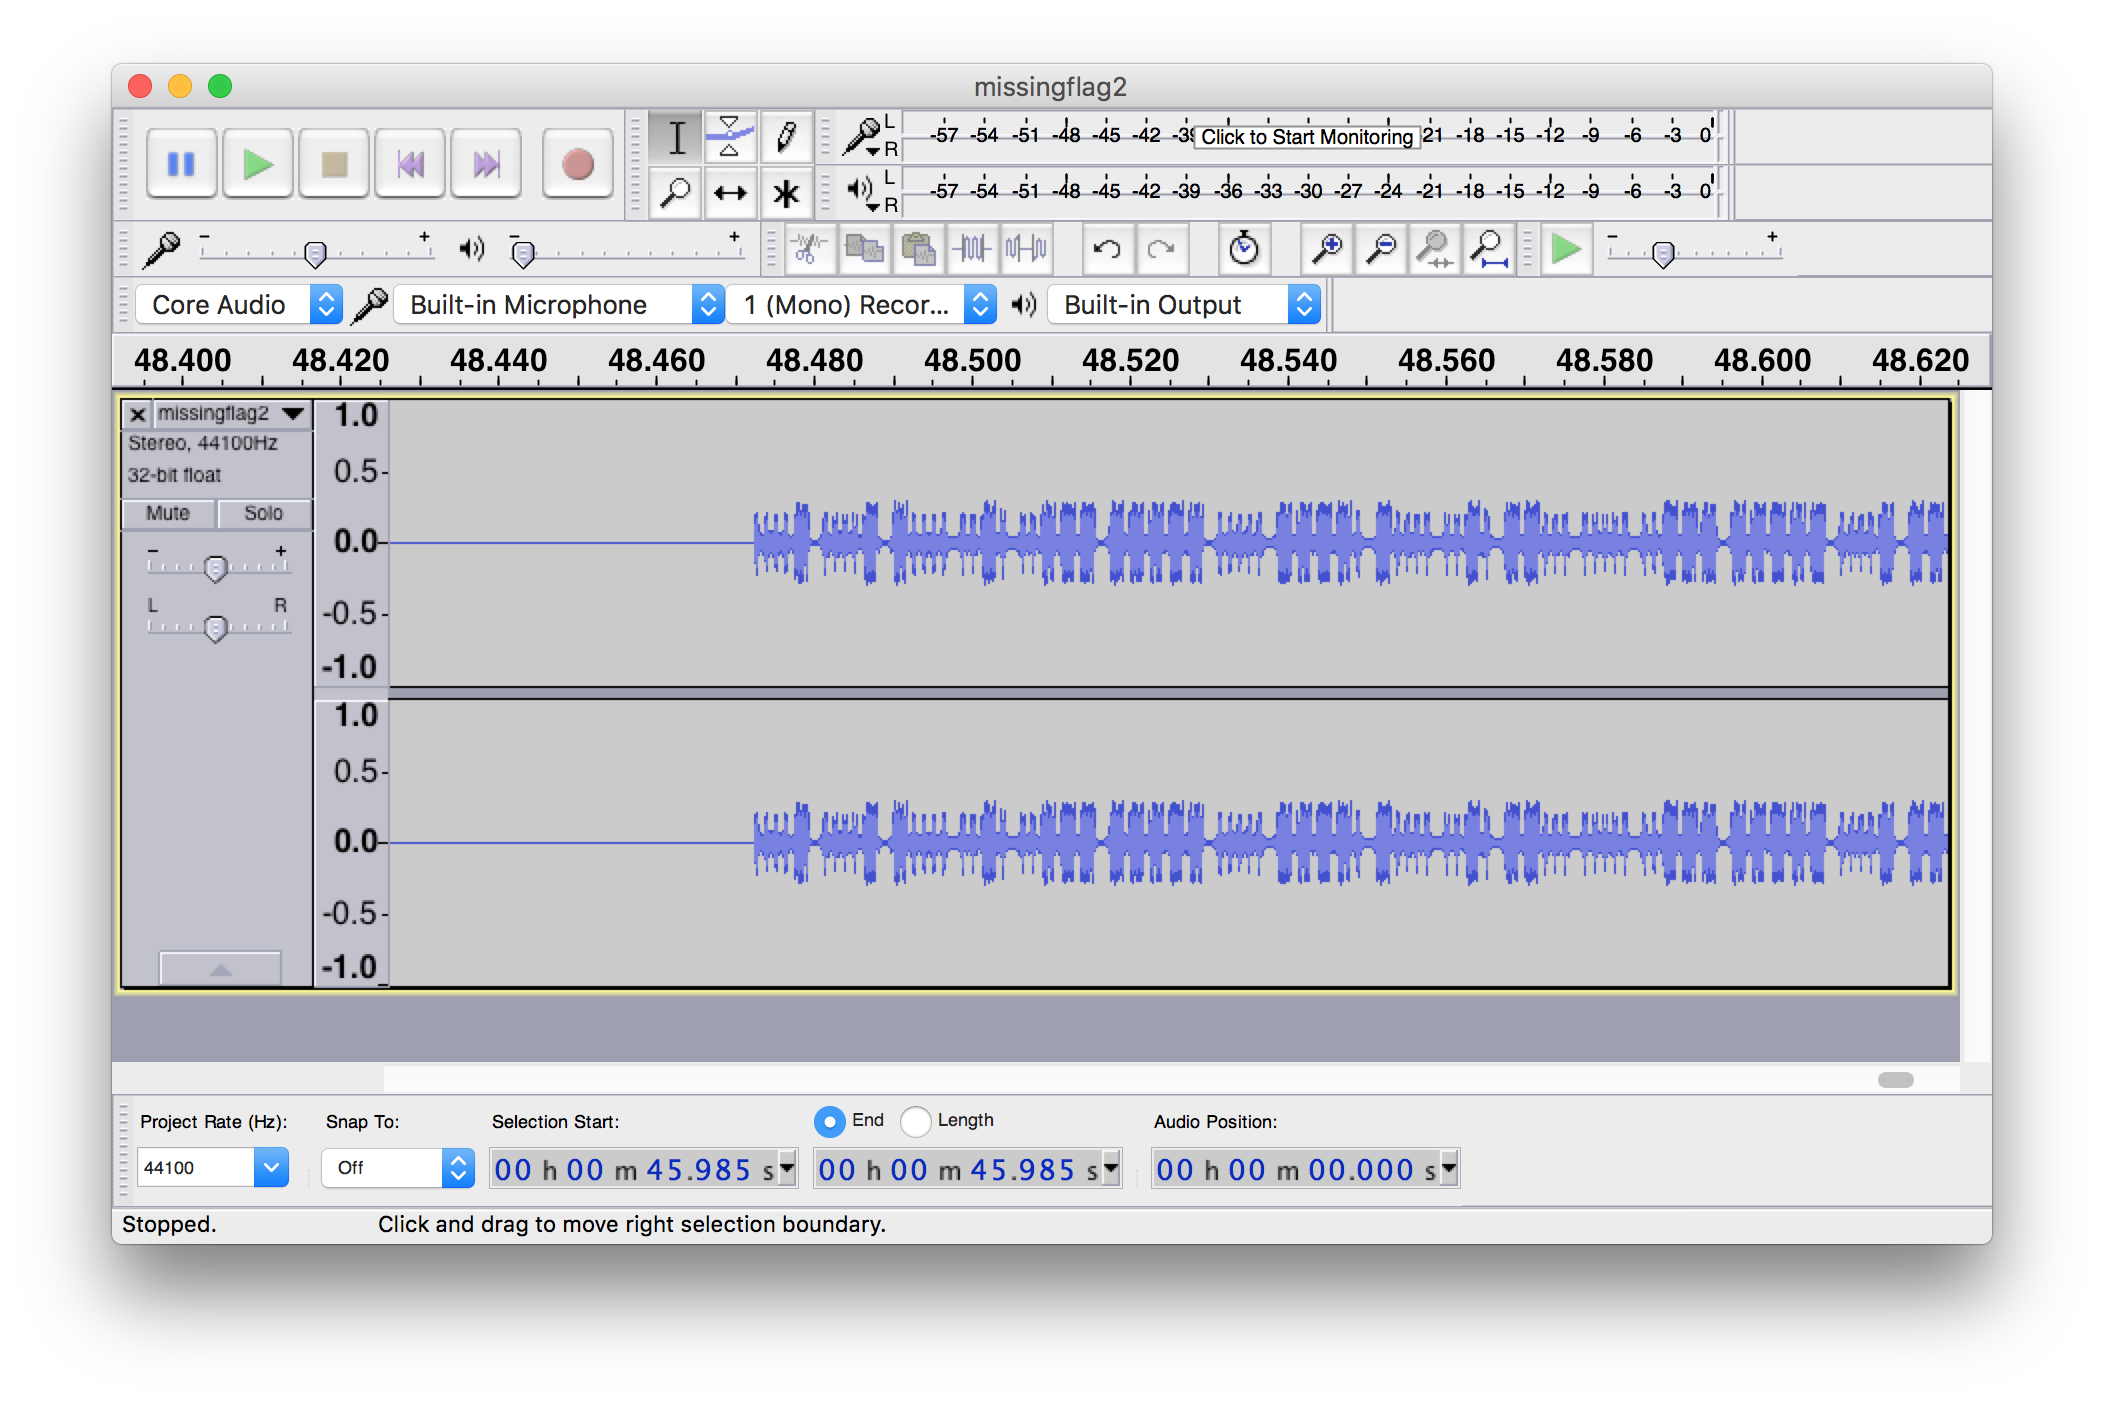 missingflag2
L
R
-57 -54 -51 -48 -45 -42 -39 Click to Start Monitoring 21 -18 -15 -12 -9 -6 -3 0
L
R
-57 -54 -51 -48 -45 -42 -39 -36 -33 -30 -27 -24 -21 -18 -15 -12 -9 -6 -3 0
- + - + - +
Core Audio Built-in Microphone 1 (Mono) Recor... Built-in Output
48.400 48.420 48.440 48.460 48.480 48.500 48.520 48.540 48.560 48.580 48.600 48.620
missingflag2
Stereo, 44100Hz
32-bit float
Mute Solo
- +
L R
1.0
0.5
0.0
-0.5
-1.0
1.0
0.5
0.0
-0.5
-1.0
Project Rate (Hz): Snap To: Selection Start: End Length Audio Position:
44100 Off 00 h 00 m 45.985 s 00 h 00 m 45.985 s 00 h 00 m 00.000 s
Stopped. Click and drag to move right selection boundary.